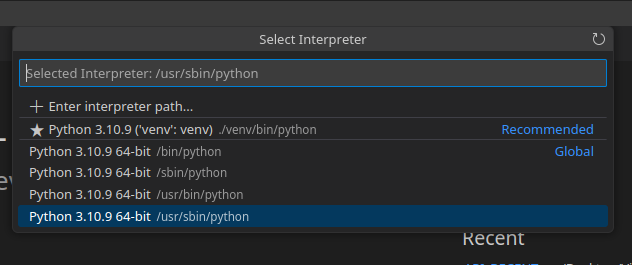 Select Interpreter
Selected Interpreter: /usr/sbin/python
Enter interpreter path...
Python 3.10.9 ('venv': venv) ./venv/bin/python Recommended
Python 3.10.9 64-bit /bin/python Global
Python 3.10.9 64-bit /sbin/python
Python 3.10.9 64-bit /usr/bin/python
Python 3.10.9 64-bit /usr/sbin/python
Recent